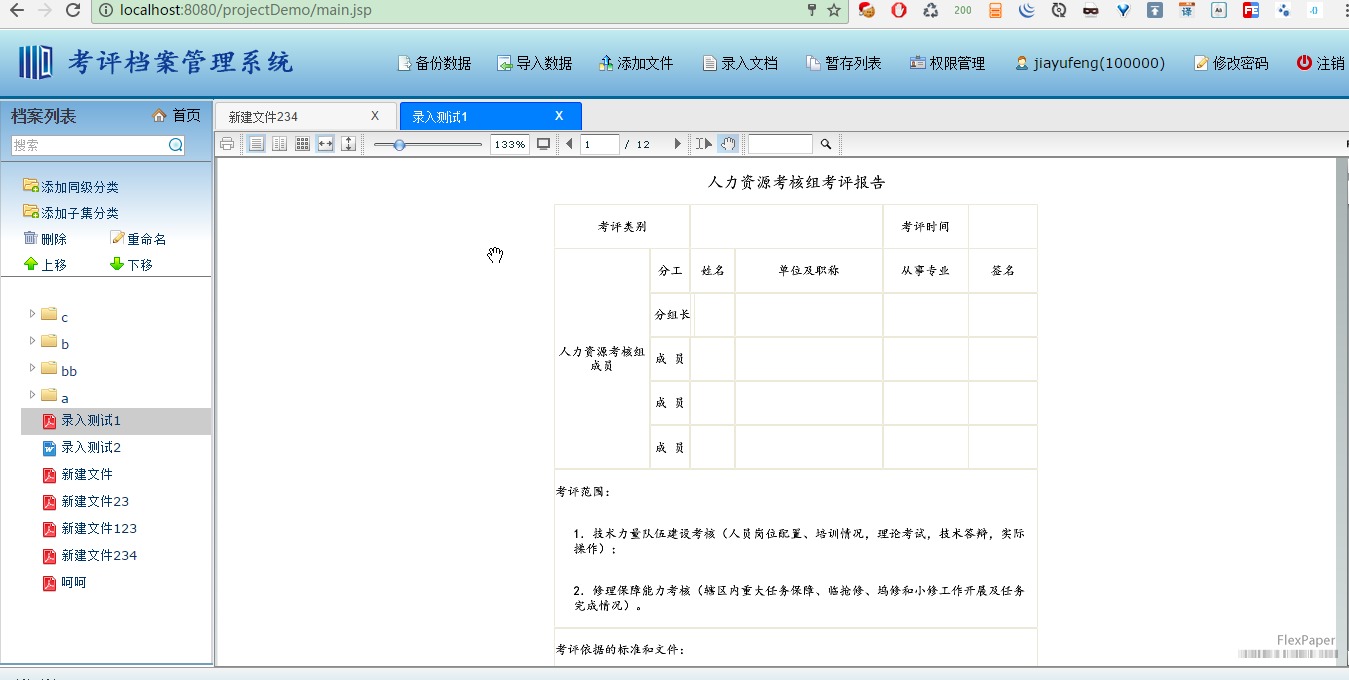 localhost:8080/projectDemo/main.jsp
200
考评档案管理系统
备份数据 导入数据 添加文件 录入文档 暂存列表 权限管理 jiayufeng(100000) 修改密码 注销
档案列表 首页
搜索
添加同级分类
添加子集分类
删除 重命名
上移 下移
c
b
bb
a
录入测试1
录入测试2
新建文件
新建文件23
新建文件123
新建文件234
呵呵
新建文件234 X 录入测试1 X
133% 1 / 12
人力资源考核组考评报告
考评类别 考评时间
分工 姓名 单位及职称 从事专业 签名
分组长
人力资源考核组
成员
成 员
成 员
成 员
考评范围：
1. 技术力量队伍建设考核（人员岗位配置、培训情况，理论考试，技术答辩，实际
操作）；
2. 修理保障能力考核（辖区内重大任务保障、临抢修、坞修和小修工作开展及任务
完成情况）。
考评依据的标准和文件：
FlexPaper